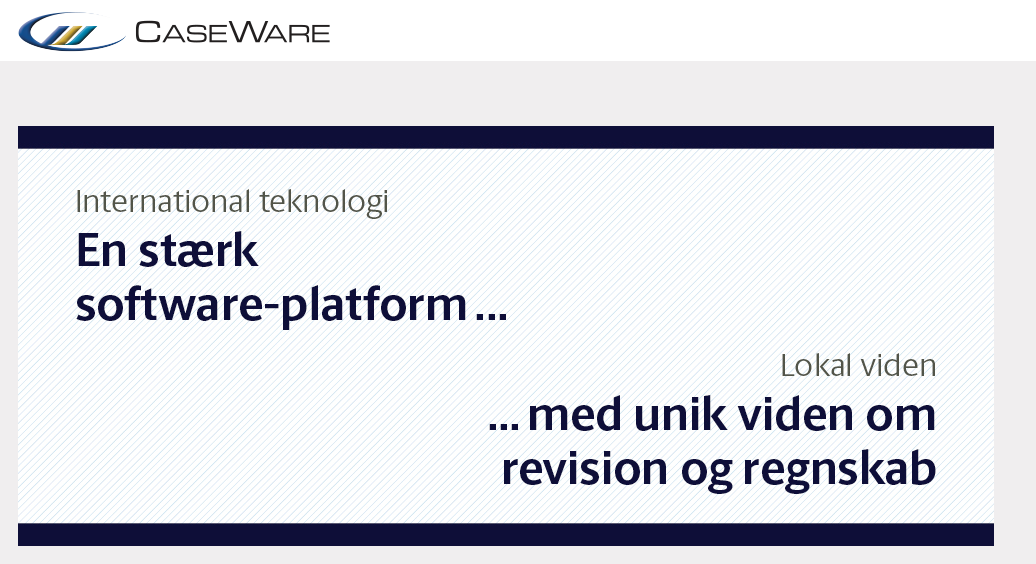 CASEWARE
International teknologi
En stærk
software-platform ...
Lokal viden
... med unik viden om
revision og regnskab